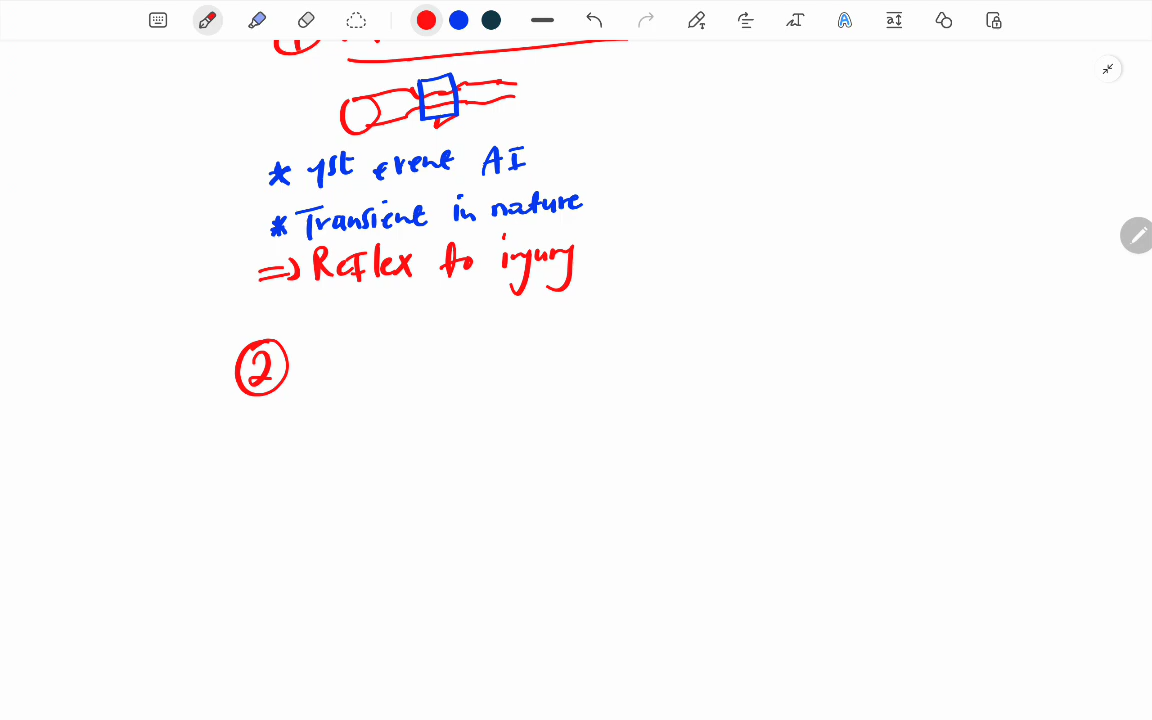 * 1st event AI
* Transient in nature
=> Reflex to injury
2